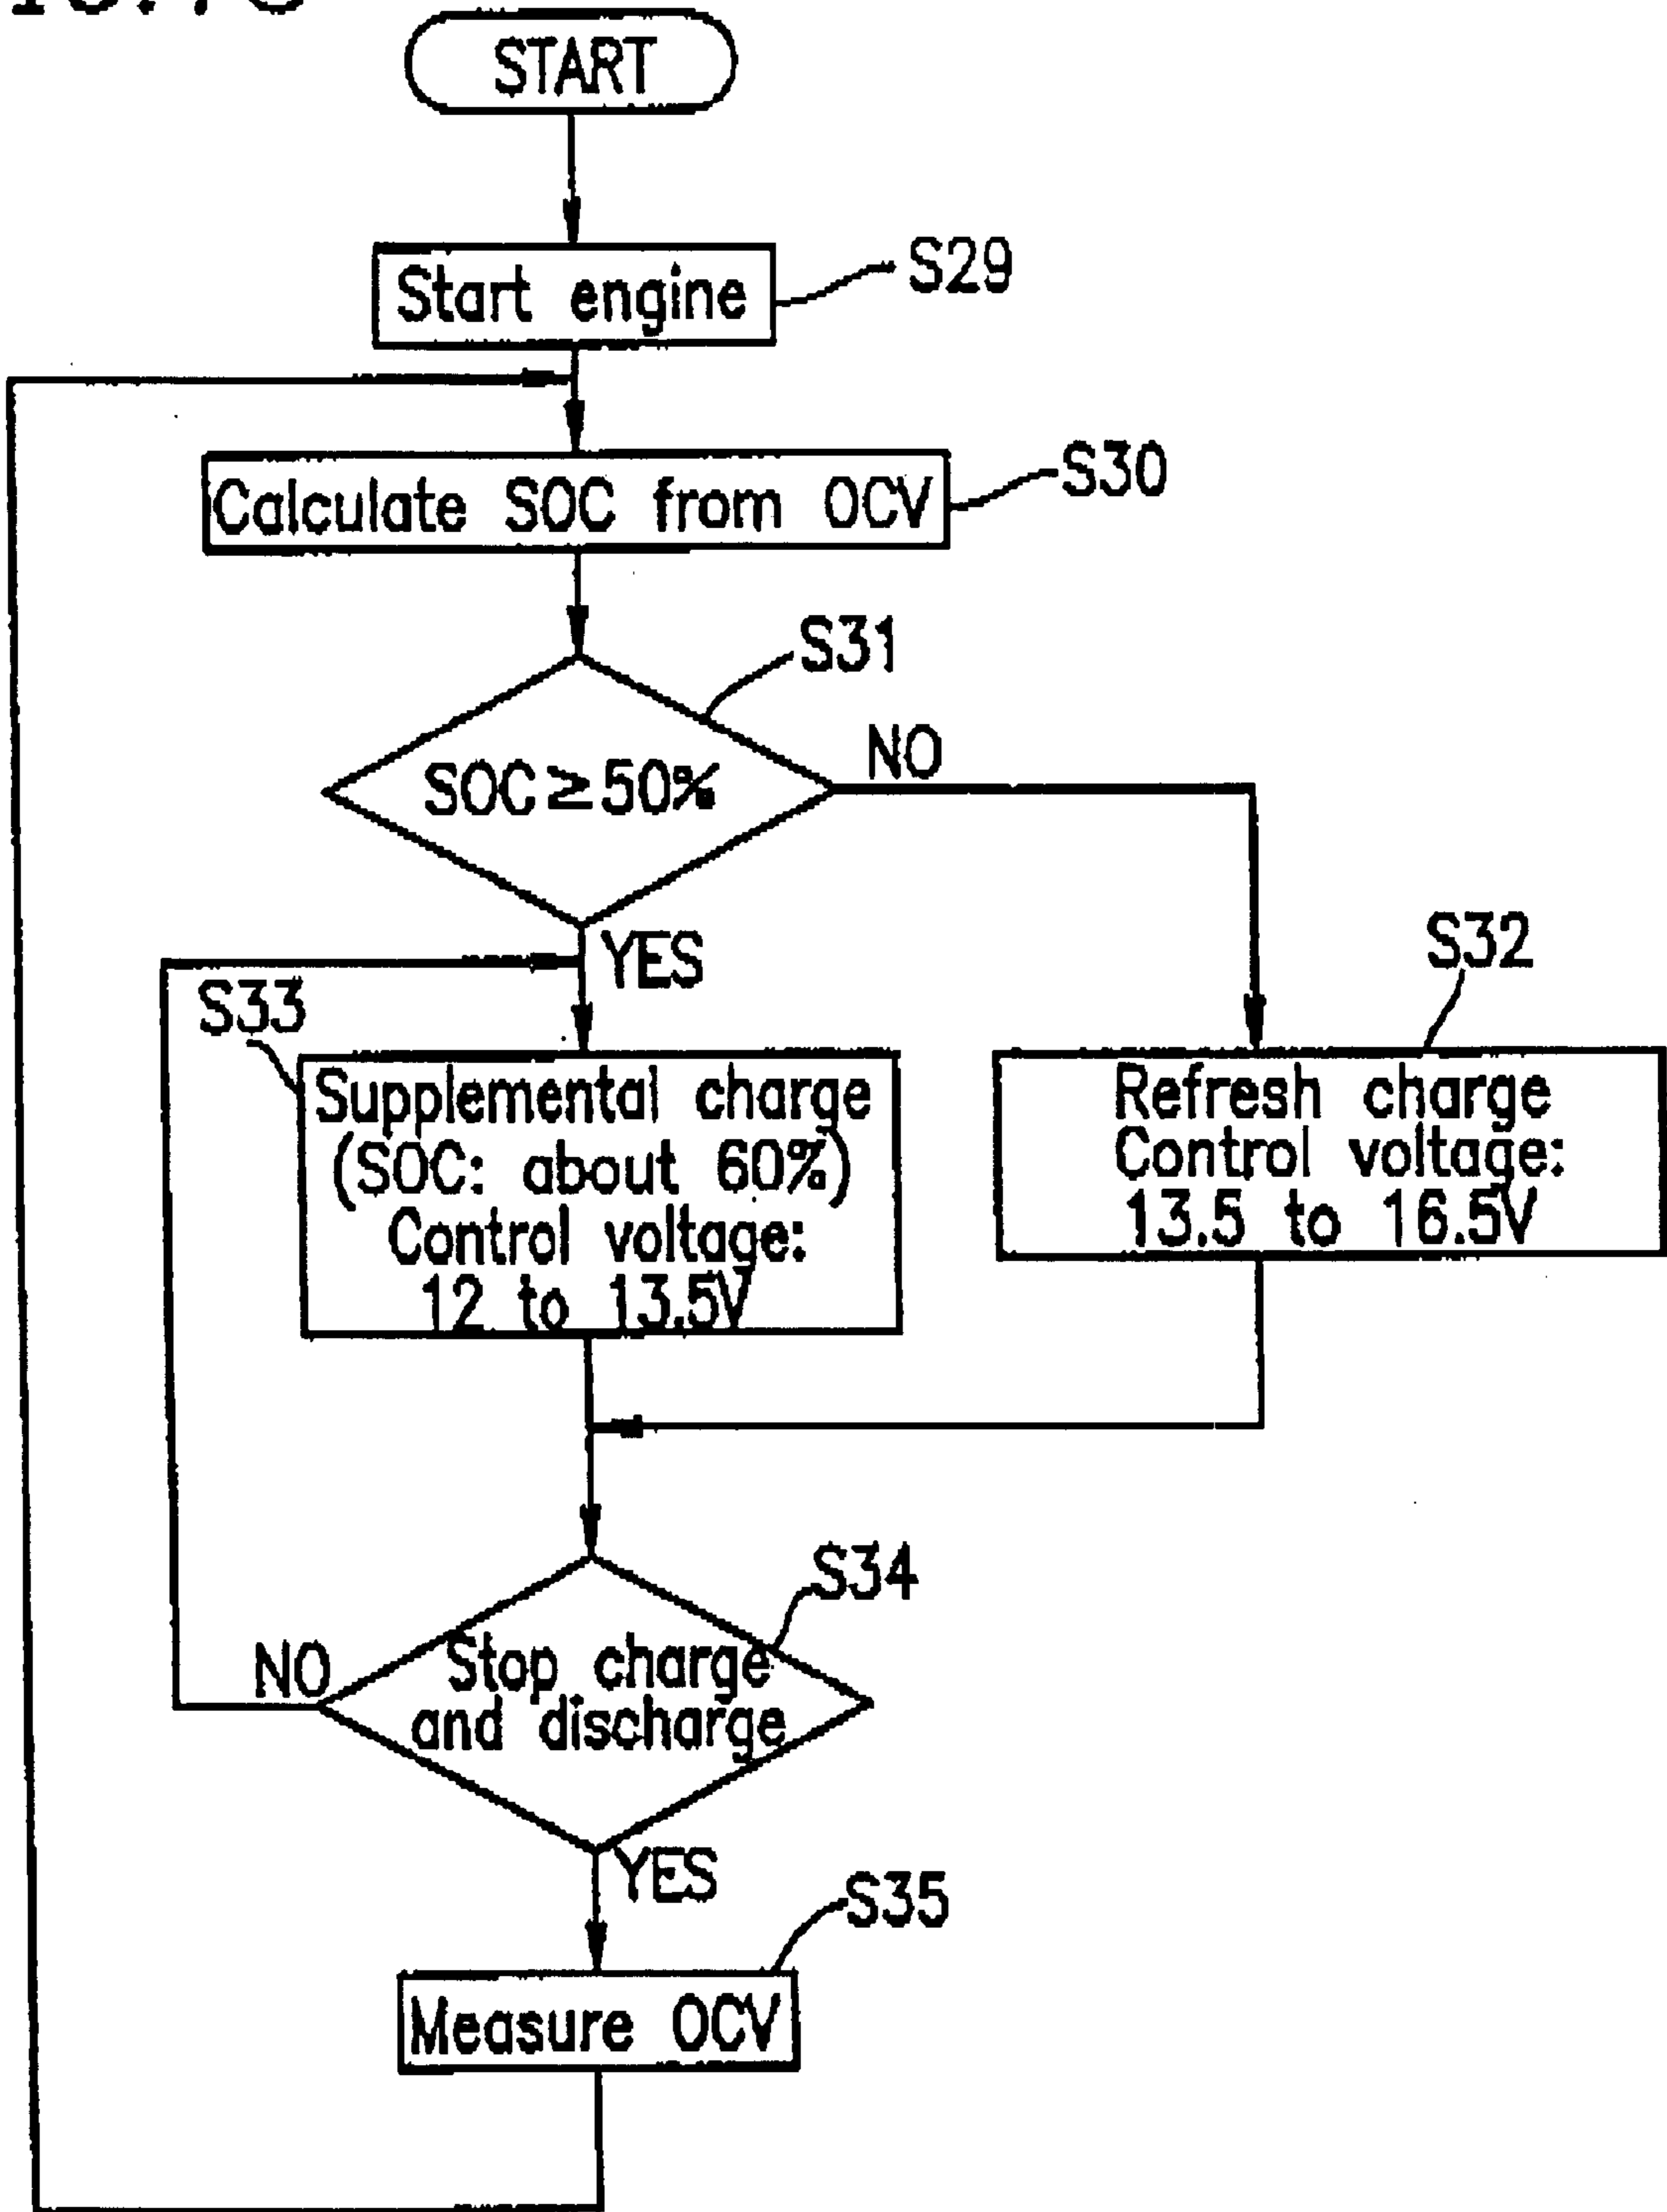 START
Start engine
S29
Calculate SOC from OCV
S30
S31
SOC≥50%
NO
YES
S33
S32
Supplemental charge
(SOC: about 60%)
Control voltage:
12 to 13.5V
Refresh charge
Control voltage:
13.5 to 16.5V
S34
NO
Stop charge
and discharge
YES
S35
Measure OCV